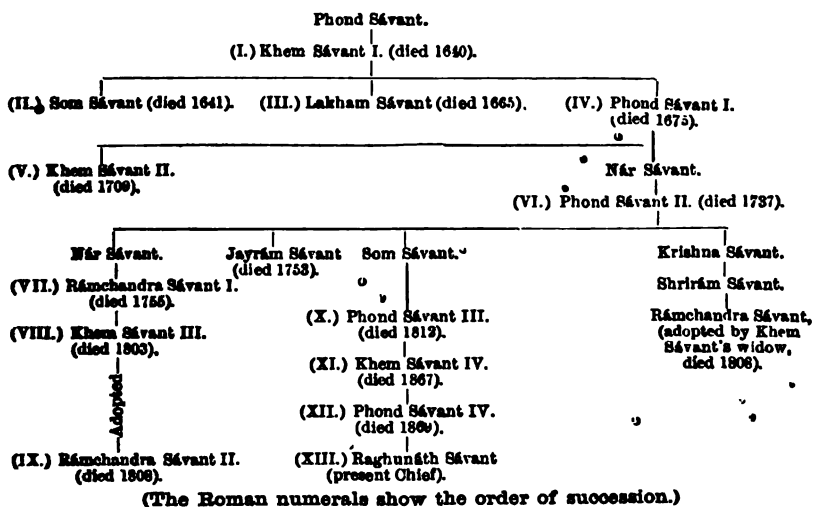 Phond Sávant.
(I.) Khem Sávant I. (died 1640).
(II.) Som Sávant (died 1641). (III.) Lakham Sávant (died 1665). (IV.) Phond Sávant I.
(died 1675).
(V.) Khem Sávant II.
(died 1709).
Nár Sávant.
(VI.) Phond Sávant II. (died 1737).
Nár Sávant. Jayrám Sávant Som Sávant. Krishna Sávant.
(died 1753).
Shrirám Sávant.
(VII.) Rámchandra Sávant I.
(died 1755).
(VIII.) Khem Sávant III.
(died 1803).
Adopted
(IX.) Rámchandra Sávant II.
(died 1808).
(X.) Phond Sávant III.
(died 1812).
(XI.) Khem Sávant IV.
(died 1867).
(XII.) Phond Sávant IV.
(died 1869).
(XIII.) Raghunáth Sávant
(present Chief).
Rámchandra Sávant,
(adopted by Khem
Sávant's widow,
died 1808).
(The Roman numerals show the order of succession.)